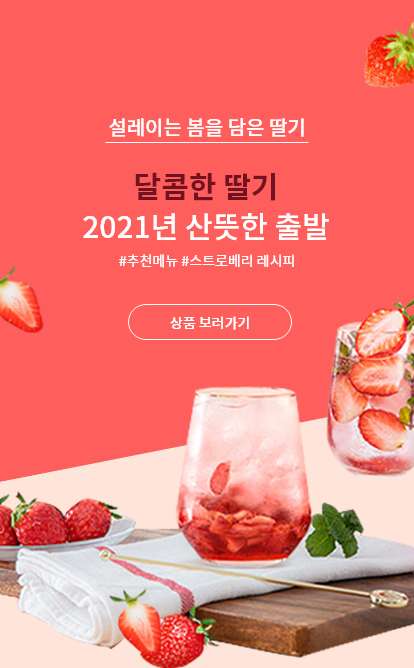 설레이는 봄을 담은 딸기
달콤한 딸기
2021년 산뜻한 출발
#추천메뉴 #스트로베리 레시피
상품 보러가기